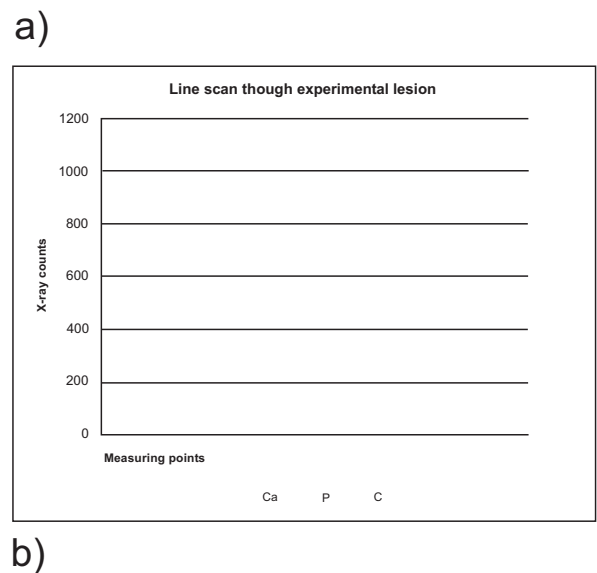 a)
Line scan though experimental lesion
1200
1000
800
600
400
200
0
X-ray counts
Measuring points
Ca P C
b)